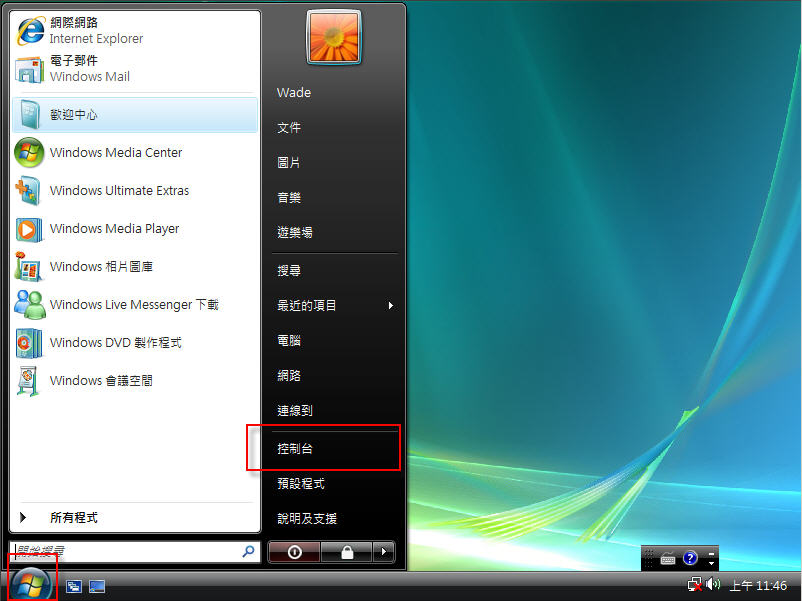 網際網路
Internet Explorer
電子郵件
Windows Mail
歡迎中心
Windows Media Center
Windows Ultimate Extras
Windows Media Player
Windows 相片圖庫
Windows Live Messenger 下載
Windows DVD 製作程式
Windows 會議空間
所有程式
開始搜尋
Wade
文件
圖片
音樂
遊樂場
搜尋
最近的項目
電腦
網路
連線到
控制台
預設程式
說明及支援
上午 11:46